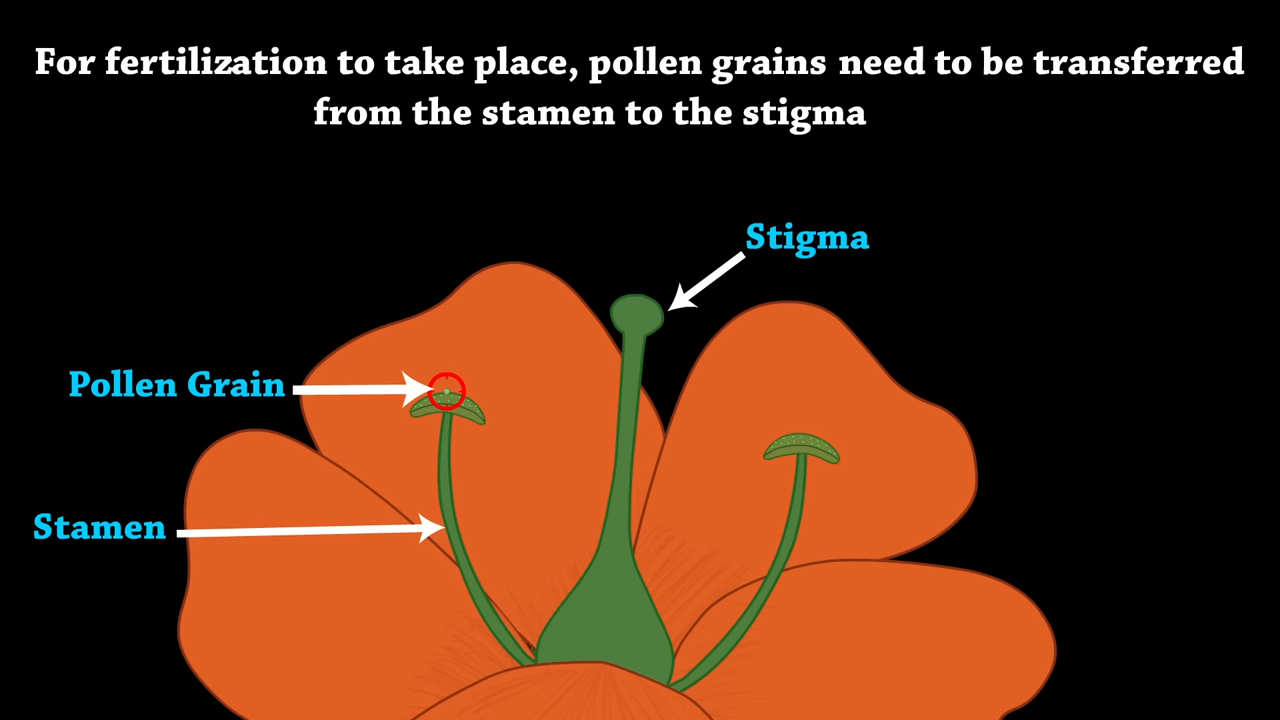 For fertilization to take place, pollen grains need to be transferred
from the stamen to the stigma
Stigma
Pollen Grain
Stamen